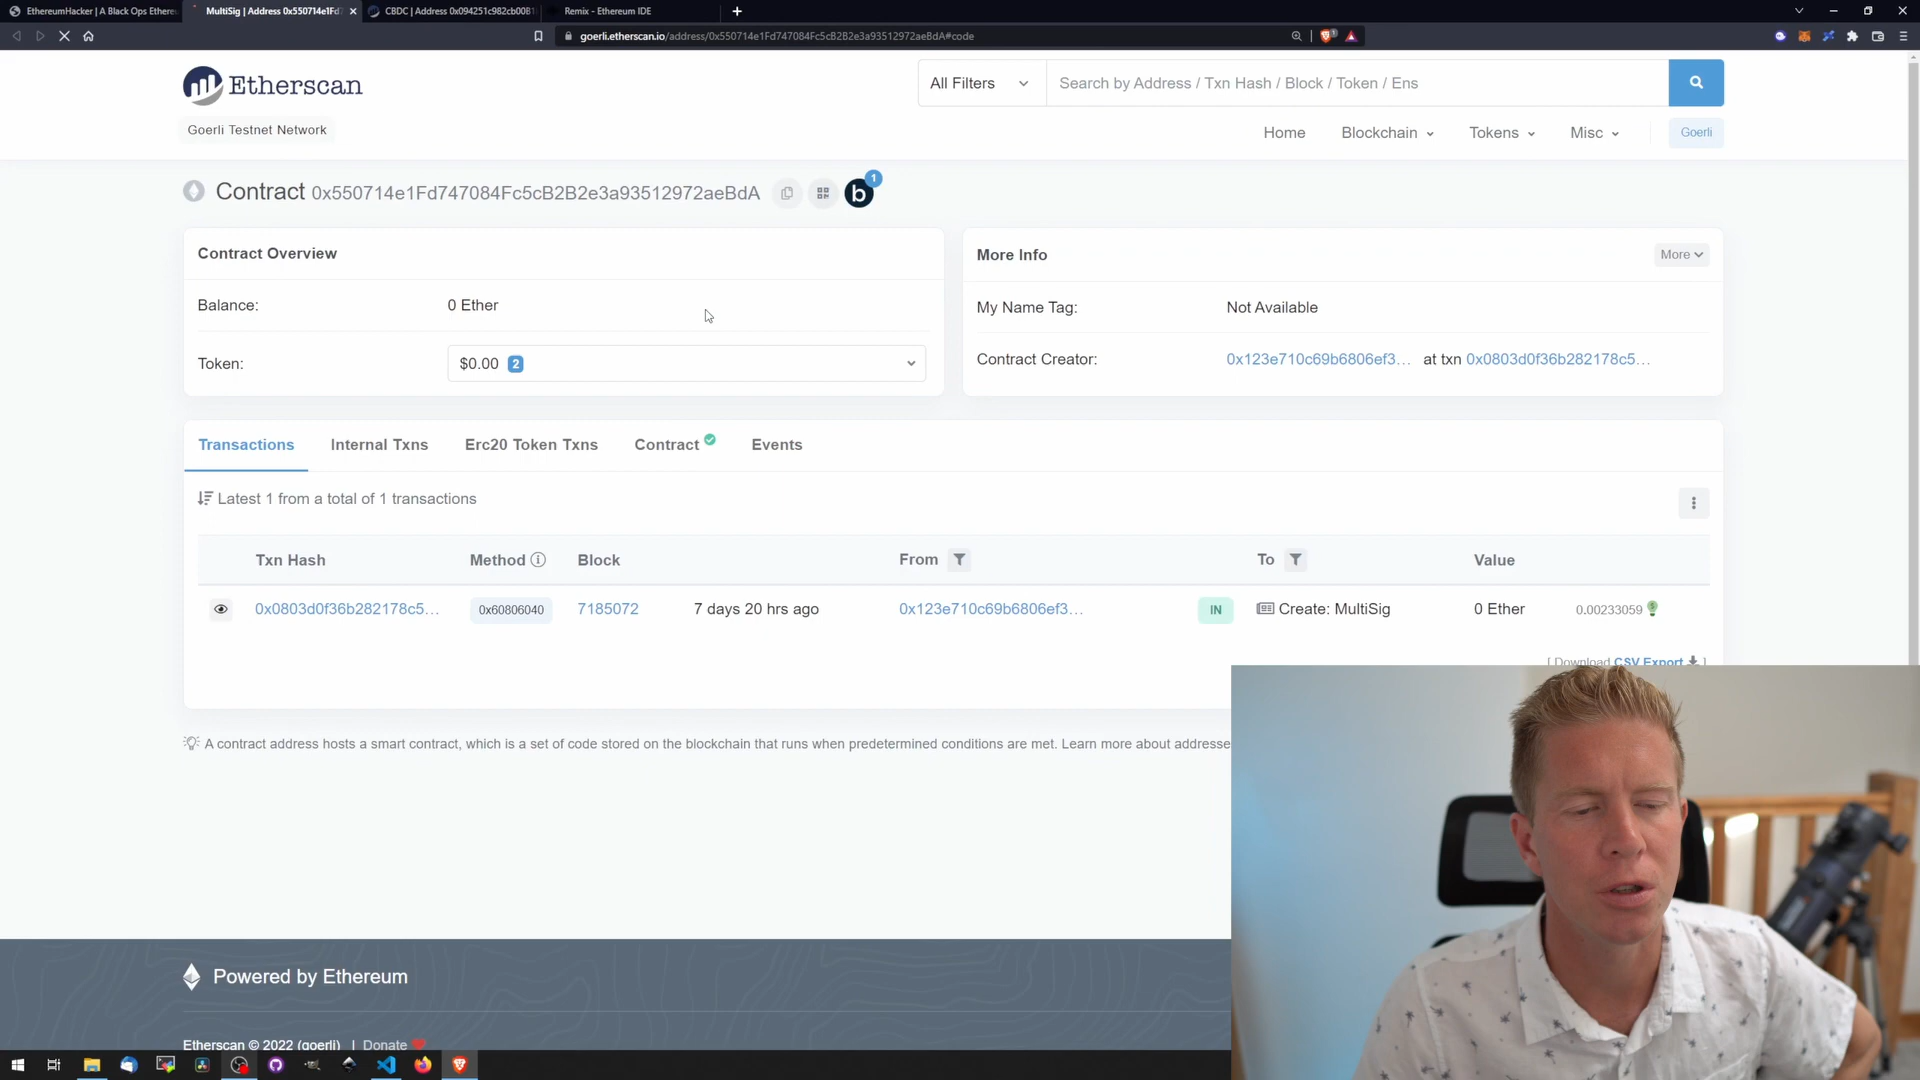 EthereumHacker | A Black Ops Ethere
MultiSig | Address 0x550714e1Fd7
CBDC | Address 0x094251c982cb00B1
Remix - Ethereum IDE
goerli.etherscan.io/address/0x550714e1Fd747084Fc5cB2B2e3a93512972aeBdA#code
Etherscan
All Filters
Search by Address / Txn Hash / Block / Token / Ens
Goerli Testnet Network
Home
Blockchain
Tokens
Misc
Goerli
Contract 0x550714e1Fd747084Fc5cB2B2e3a93512972aeBdA
b
1
Contract Overview
More Info
More
Balance:
0 Ether
My Name Tag:
Not Available
Token:
$0.00 2
Contract Creator:
0x123e710c69b6806ef3... at txn 0x0803d0f36b282178c5...
Transactions
Internal Txns
Erc20 Token Txns
Contract
Events
Latest 1 from a total of 1 transactions
Txn Hash
Method
Block
From
To
Value
0x0803d0f36b282178c5...
0x60806040
7185072
7 days 20 hrs ago
0x123e710c69b6806ef3...
IN
Create: MultiSig
0 Ether
0.00233059
[ Download CSV Export ]
A contract address hosts a smart contract, which is a set of code stored on the blockchain that runs when predetermined conditions are met. Learn more about addresse
Powered by Ethereum
Etherscan © 2022 (goerli) | Donate